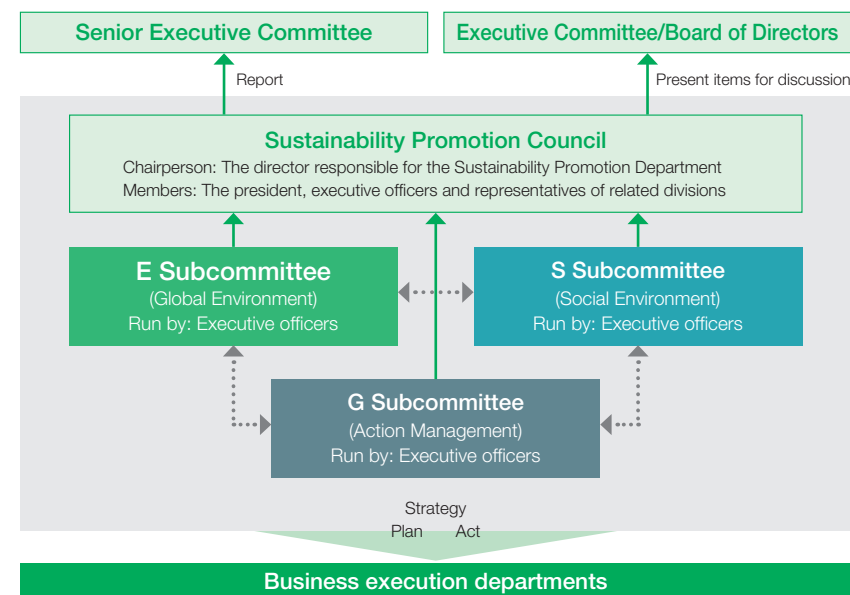 Senior Executive Committee
Executive Committee/Board of Directors
Report
Present items for discussion
Sustainability Promotion Council
Chairperson: The director responsible for the Sustainability Promotion Department
Members: The president, executive officers and representatives of related divisions
E Subcommittee
(Global Environment)
Run by: Executive officers
S Subcommittee
(Social Environment)
Run by: Executive officers
G Subcommittee
(Action Management)
Run by: Executive officers
Strategy
Plan Act
Business execution departments